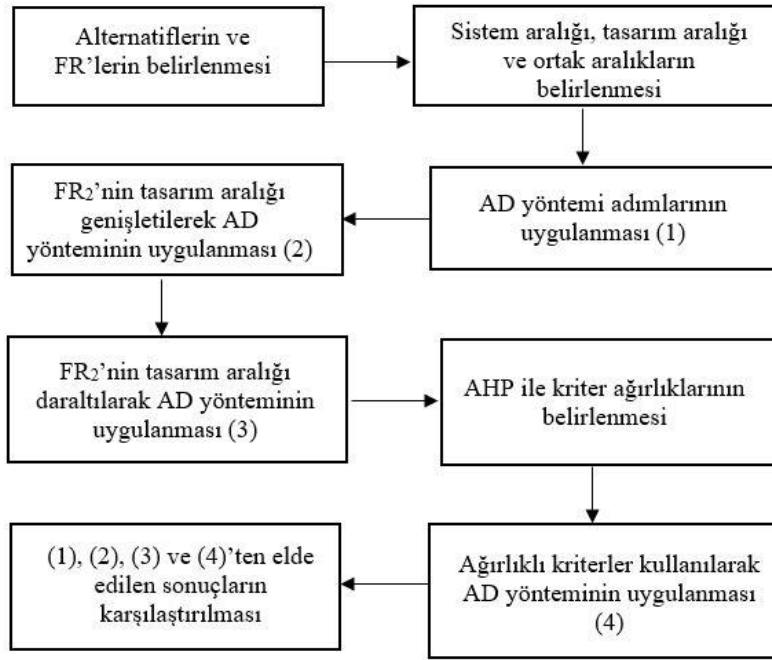 Alternatiflerin ve
FR'lerin belirlenmesi
Sistem aralığı, tasarım aralığı
ve ortak aralıkların
belirlenmesi
AD yöntemi adımlarının
uygulanması (1)
FR₂'nin tasarım aralığı
genişletilerek AD
yönteminin uygulanması (2)
FR₂'nin tasarım aralığı
daraltılarak AD yönteminin
uygulanması (3)
AHP ile kriter ağırlıklarının
belirlenmesi
Ağırlıklı kriterler kullanılarak
AD yönteminin uygulanması
(4)
(1), (2), (3) ve (4)'ten elde
edilen sonuçların
karşılaştırılması